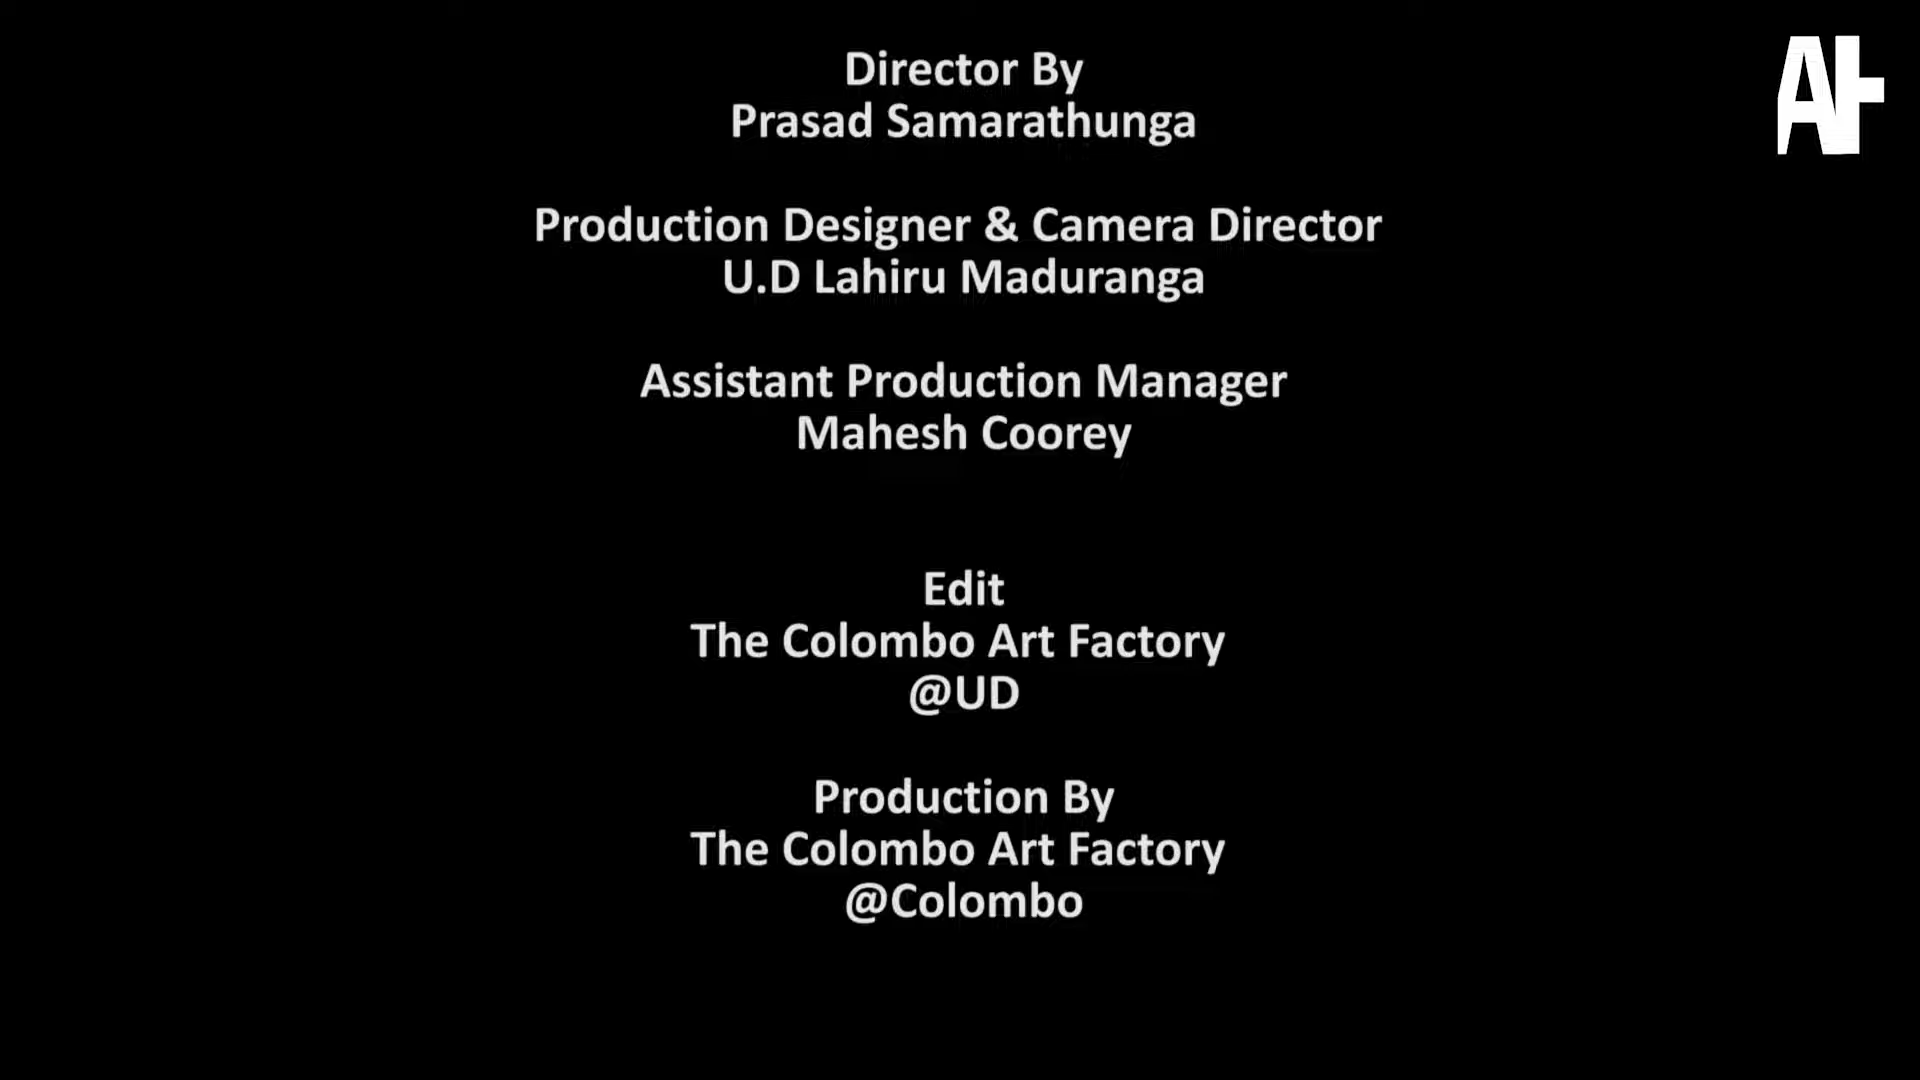 Director By
Prasad Samarathunga
Production Designer & Camera Director
U.D Lahiru Maduranga
Assistant Production Manager
Mahesh Coorey
Edit
The Colombo Art Factory
@UD
Production By
The Colombo Art Factory
@Colombo